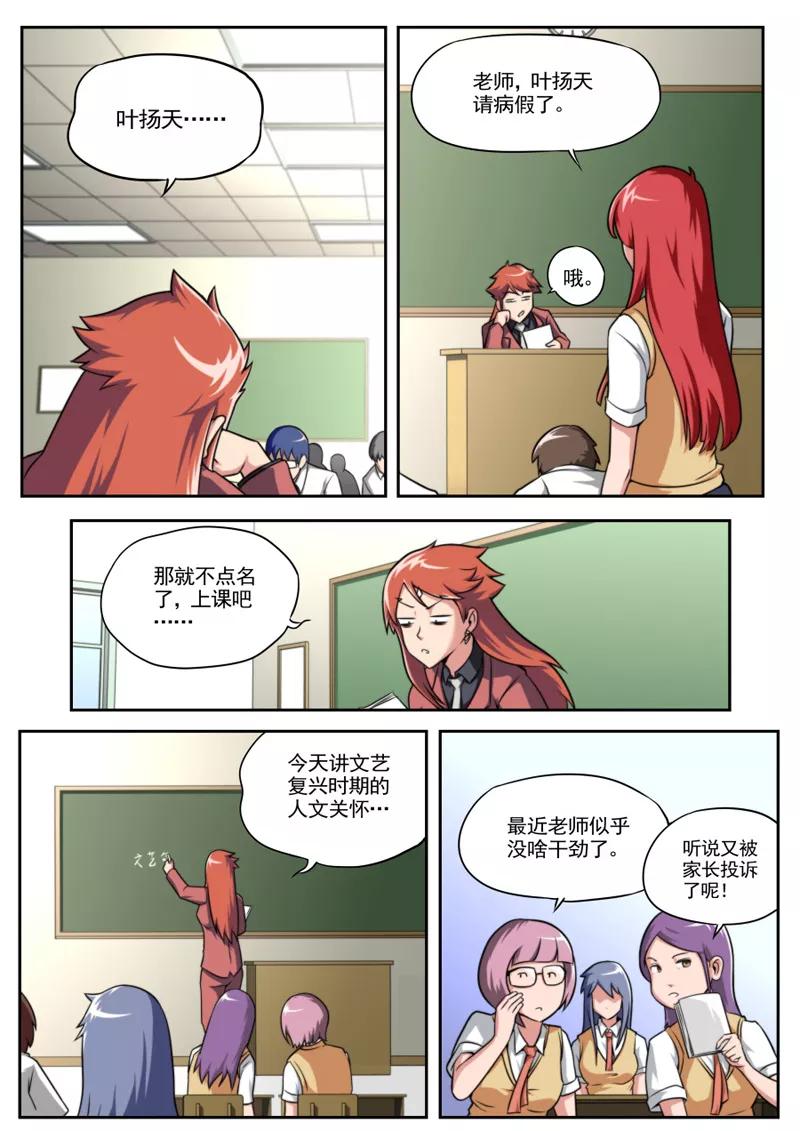 叶扬天……
老师，叶扬天
请病假了。
哦。
那就不点名
了，上课吧
……
今天讲文艺
复兴时期的
人文关怀…
文艺
最近老师似乎
没啥干劲了。
听说又被
家长投诉
了呢！